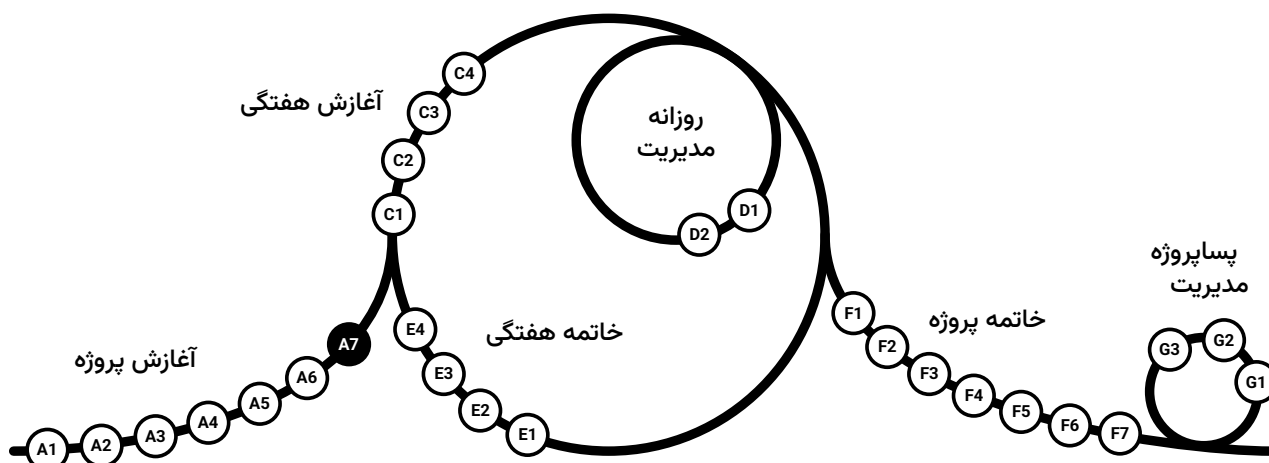 آغازش پروژه
A1
A2
A3
A4
A5
A6
A7
آغازش هفتگی
C1
C2
C3
C4
روزانه
مدیریت
D1
D2
خاتمه هفتگی
E1
E2
E3
E4
خاتمه پروژه
F1
F2
F3
F4
F5
F6
F7
پساپروژه
مدیریت
G1
G2
G3